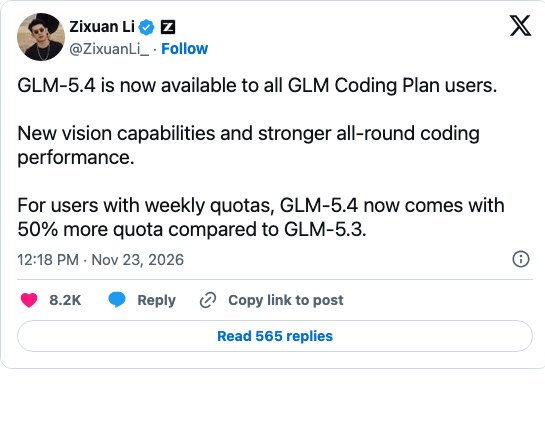 Zixuan Li
@ZixuanLi_ · Follow
GLM-5.4 is now available to all GLM Coding Plan users.
New vision capabilities and stronger all-round coding
performance.
For users with weekly quotas, GLM-5.4 now comes with
50% more quota compared to GLM-5.3.
12:18 PM · Nov 23, 2026
8.2K Reply Copy link to post
Read 565 replies